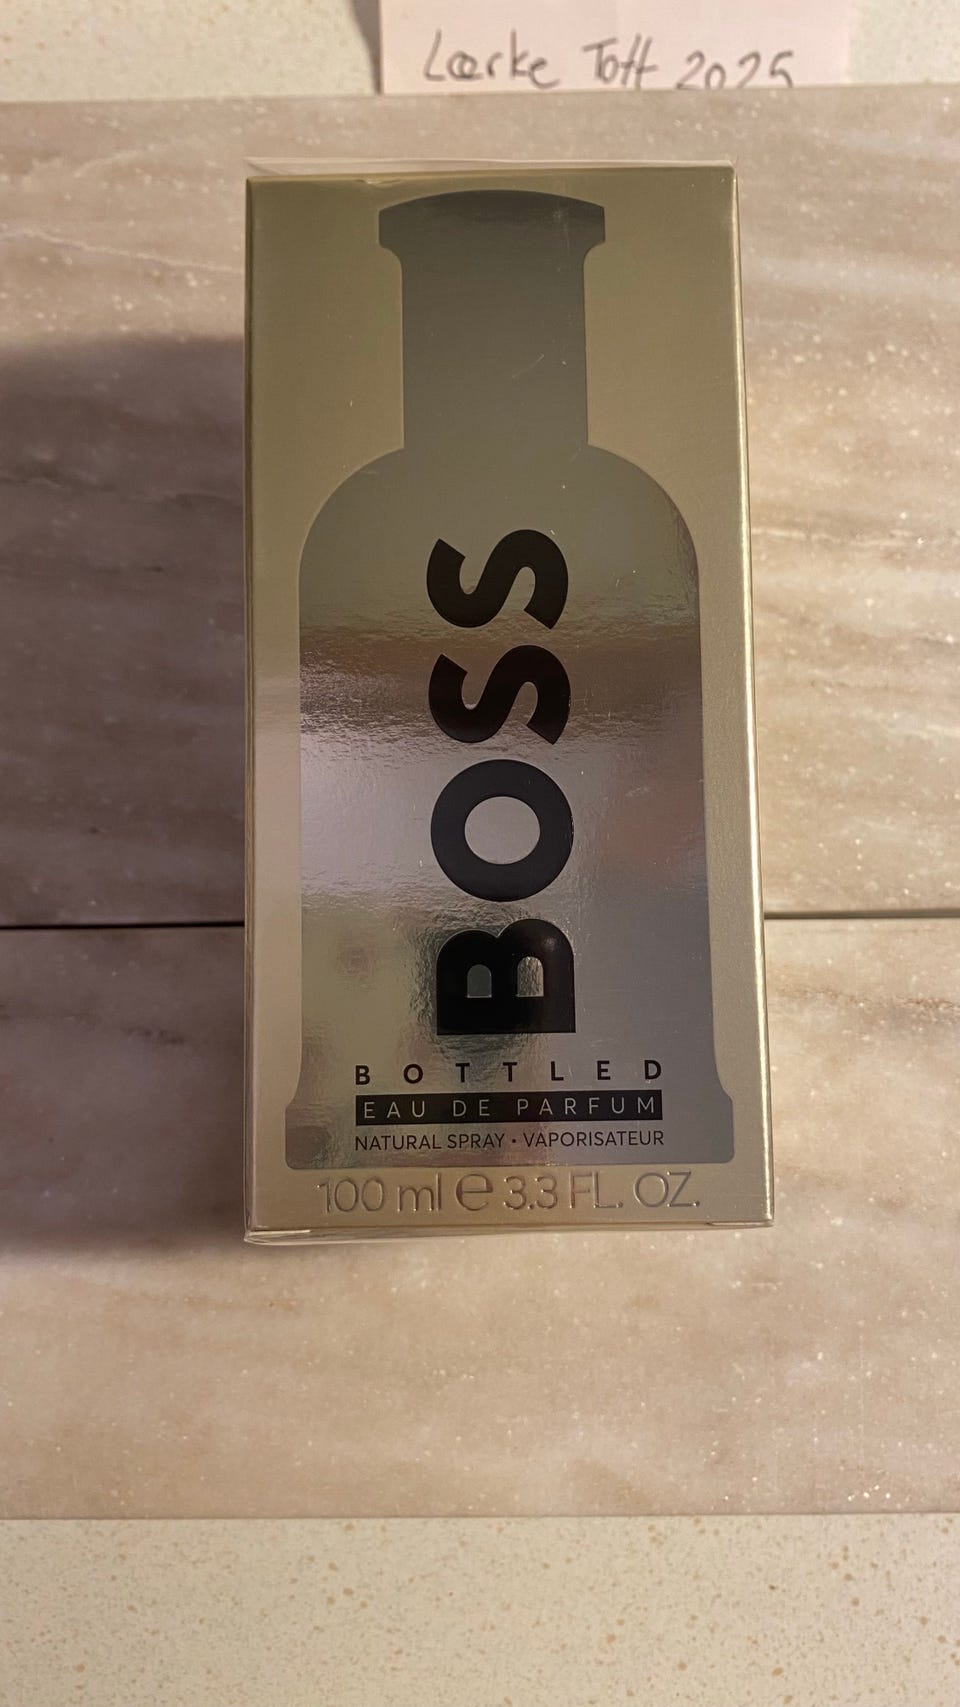 Lærke Toft 2025
BOSS
BOTTLED
EAU DE PARFUM
NATURAL SPRAY • VAPORISATEUR
100 ml e 3.3 FL. OZ.